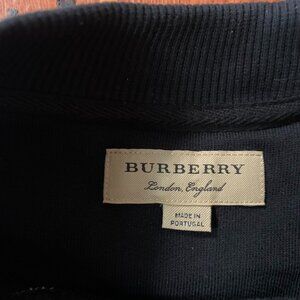 BURBERRY
London, England
MADE IN
PORTUGAL